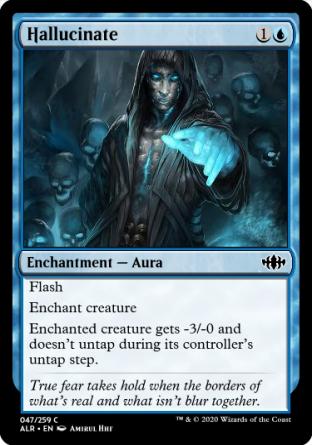 Hallucinate 1
Enchantment — Aura
Flash
Enchant creature
Enchanted creature gets -3/-0 and
doesn't untap during its controller's
untap step.
True fear takes hold when the borders of
what's real and what isn't blur together.
047/259 C
ALR • EN Amirul Hhf
™ & © 2020 Wizards of the Coast